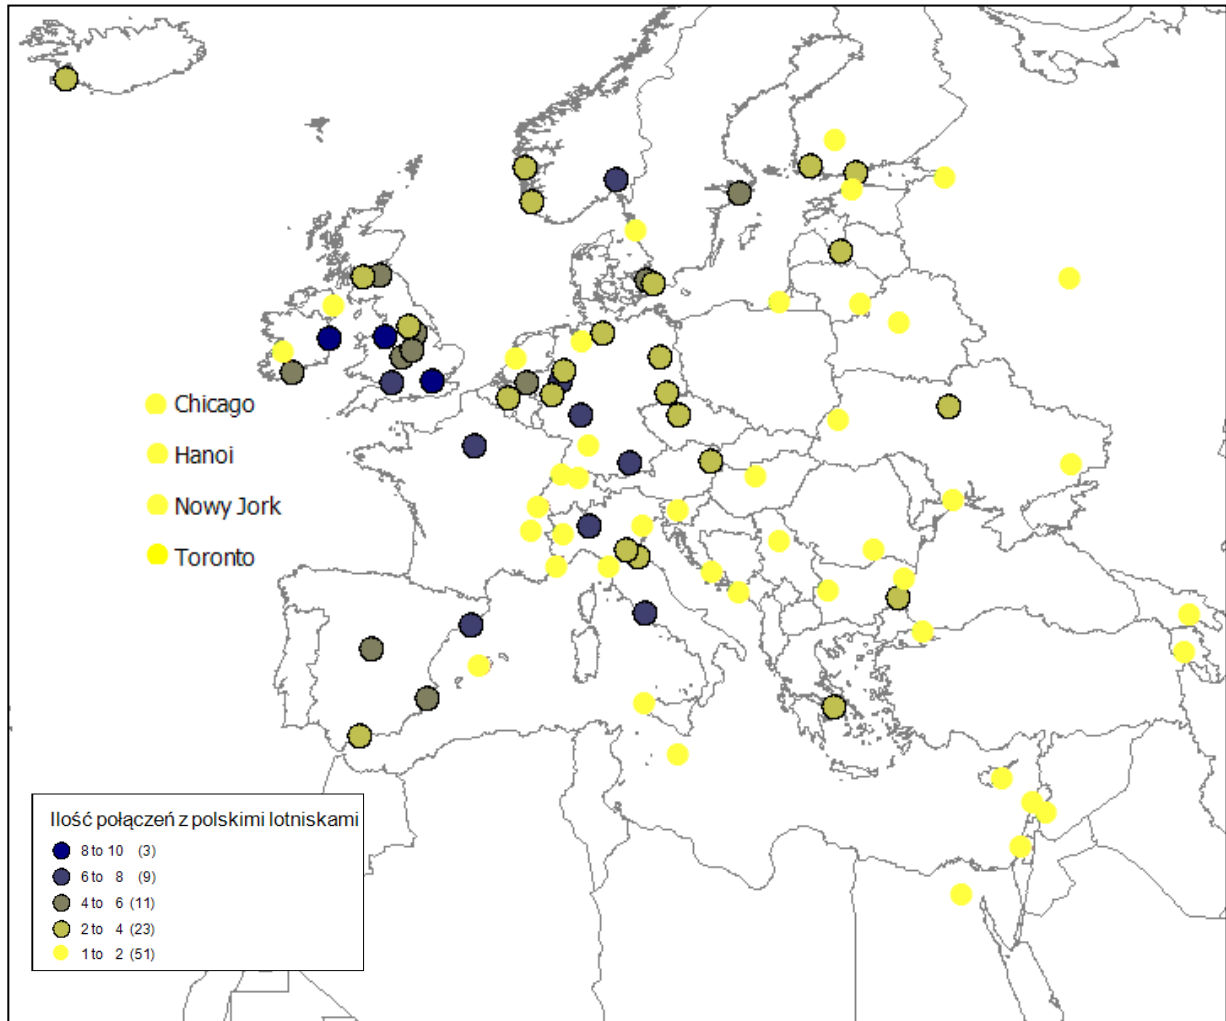 Chicago
Hanoi
Nowy Jork
Toronto
Ilość połączeń z polskimi lotniskami
8 to 10 (3)
6 to 8 (9)
4 to 6 (11)
2 to 4 (23)
1 to 2 (51)